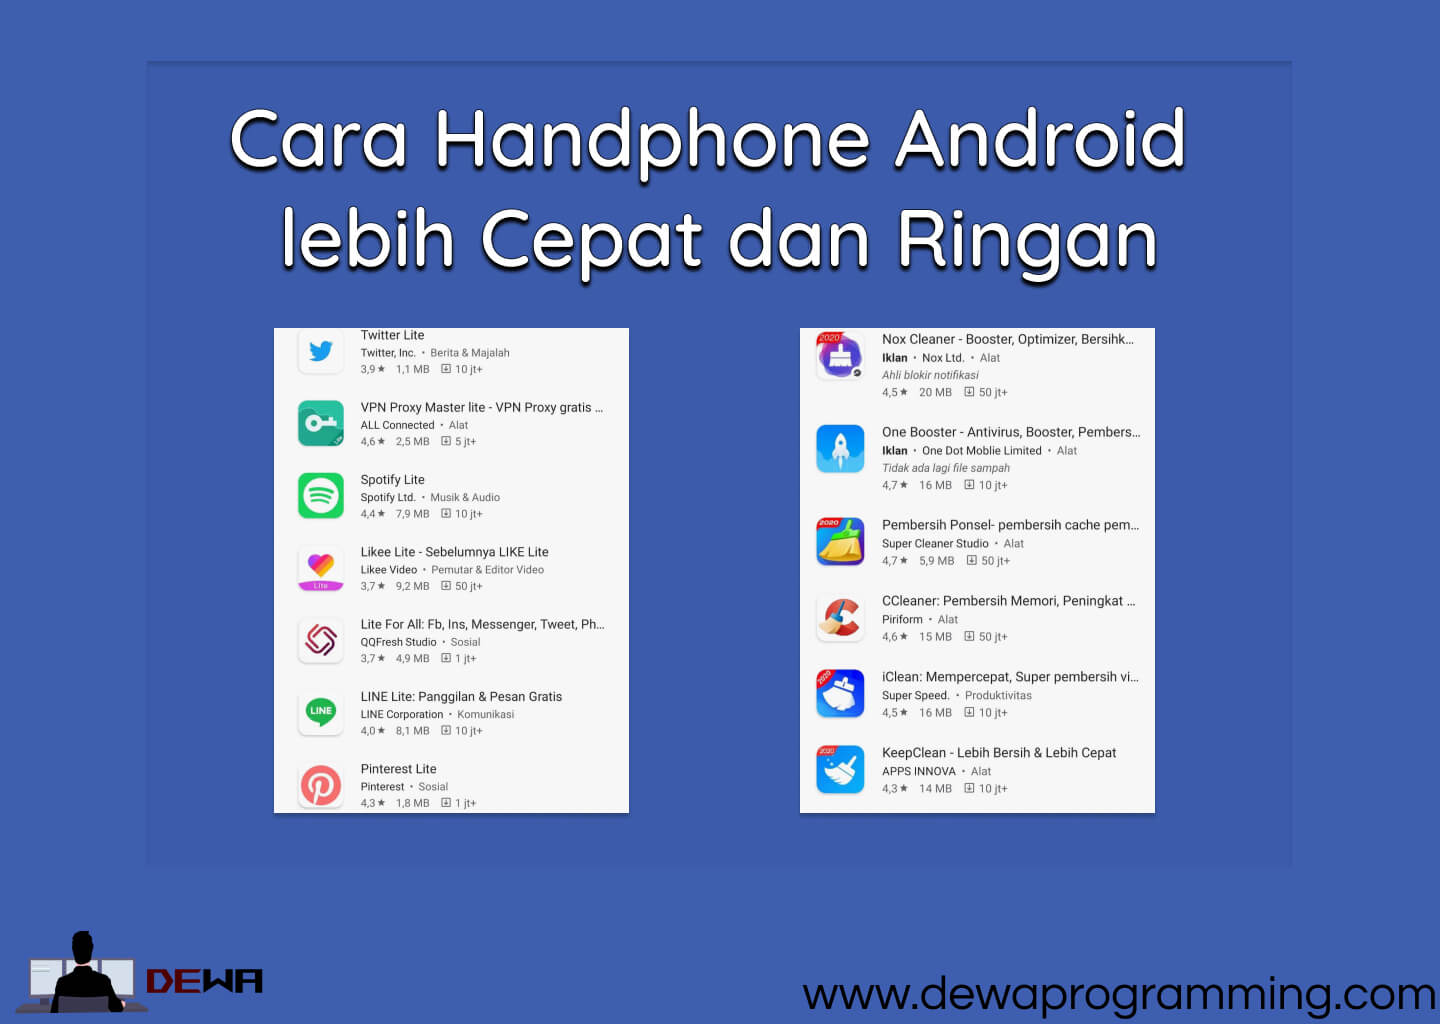 Cara Handphone Android
lebih Cepat dan Ringan
Twitter Lite
Twitter, Inc. • Berita & Majalah
3,9★ 1,1 MB 10 jt+
VPN Proxy Master lite - VPN Proxy gratis ...
ALL Connected • Alat
4,6★ 2,5 MB 5 jt+
Lite
Spotify Lite
Spotify Ltd. • Musik & Audio
4,4★ 7,9 MB 10 jt+
Likee Lite - Sebelumnya LIKE Lite
Likee Video • Pemutar & Editor Video
3,7★ 9,2 MB 50 jt+
Lite
Lite For All: Fb, Ins, Messenger, Tweet, Ph...
QQFresh Studio • Sosial
3,7★ 4,9 MB 1 jt+
LINE Lite: Panggilan & Pesan Gratis
LINE
LINE Corporation • Komunikasi
4,0★ 8,1 MB 10 jt+
Pinterest Lite
Pinterest • Sosial
4,3★ 1,8 MB 1 jt+
2020
Nox Cleaner - Booster, Optimizer, Bersihk...
Iklan • Nox Ltd. • Alat
Ahli blokir notifikasi
4,5★ 20 MB 50 jt+
One Booster - Antivirus, Booster, Pembers...
Iklan • One Dot Moblie Limited • Alat
Tidak ada lagi file sampah
4,7★ 16 MB 10 jt+
2020
Pembersih Ponsel- pembersih cache pem...
Super Cleaner Studio • Alat
4,7★ 5,9 MB 50 jt+
CCleaner: Pembersih Memori, Peningkat ...
Piriform • Alat
4,6★ 15 MB 50 jt+
2020
iClean: Mempercepat, Super pembersih vi...
Super Speed. • Produktivitas
4,5★ 16 MB 10 jt+
2020
KeepClean - Lebih Bersih & Lebih Cepat
APPS INNOVA • Alat
4,3★ 14 MB 10 jt+
DEWA
www.dewaprogramming.com